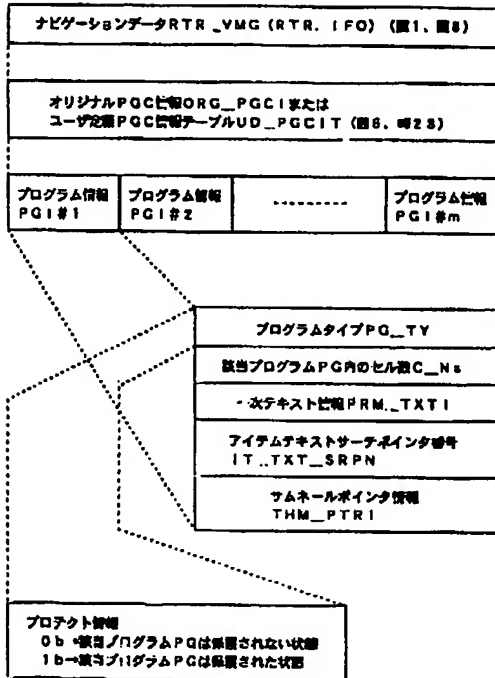 ナビゲーションデータRTR_VMG (RTR. IFO) (図1、図8)
オリジナルPGC情報ORG_PGCIまたは
ユーザ定義PGC情報テーブルUD_PGCIT (図6、
プログラム情報
PGI#1
プログラム情報
PGI#2
プログラム情報
PGI#m
プログラムタイプPG_TY
該当プログラムPG内のセル数C_Ns
一次テキスト情報PRM_TXTI
アイテムテキストサーチポインタ番号
IT_TXT_SRPN
サムネールポインタ情報
THM_PTRI
プロテクト情報
0b→該当プログラムPGは保護されない状態
1b→該当プログラムPGは保護された状態